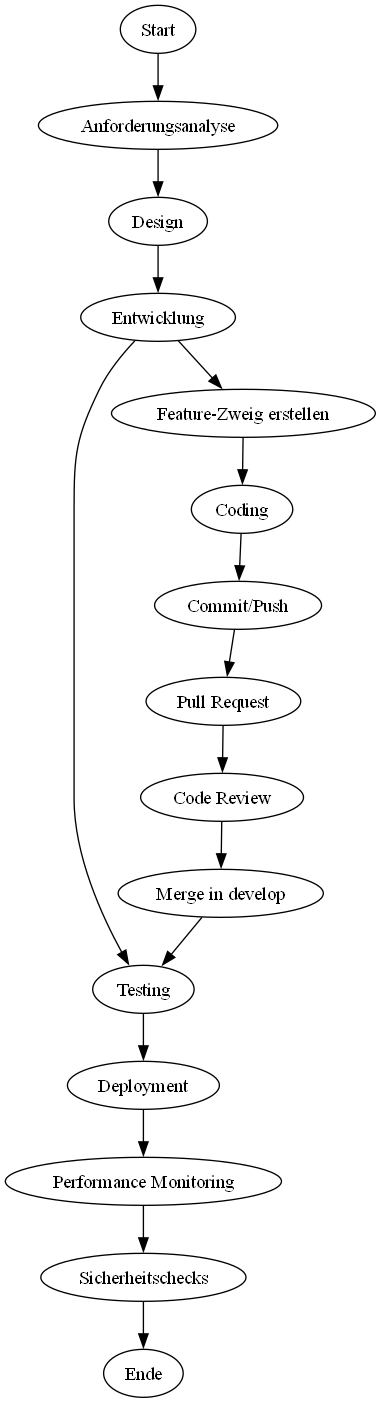 Start
Anforderungsanalyse
Design
Entwicklung
Feature-Zweig erstellen
Coding
Commit/Push
Pull Request
Code Review
Merge in develop
Testing
Deployment
Performance Monitoring
Sicherheitschecks
Ende